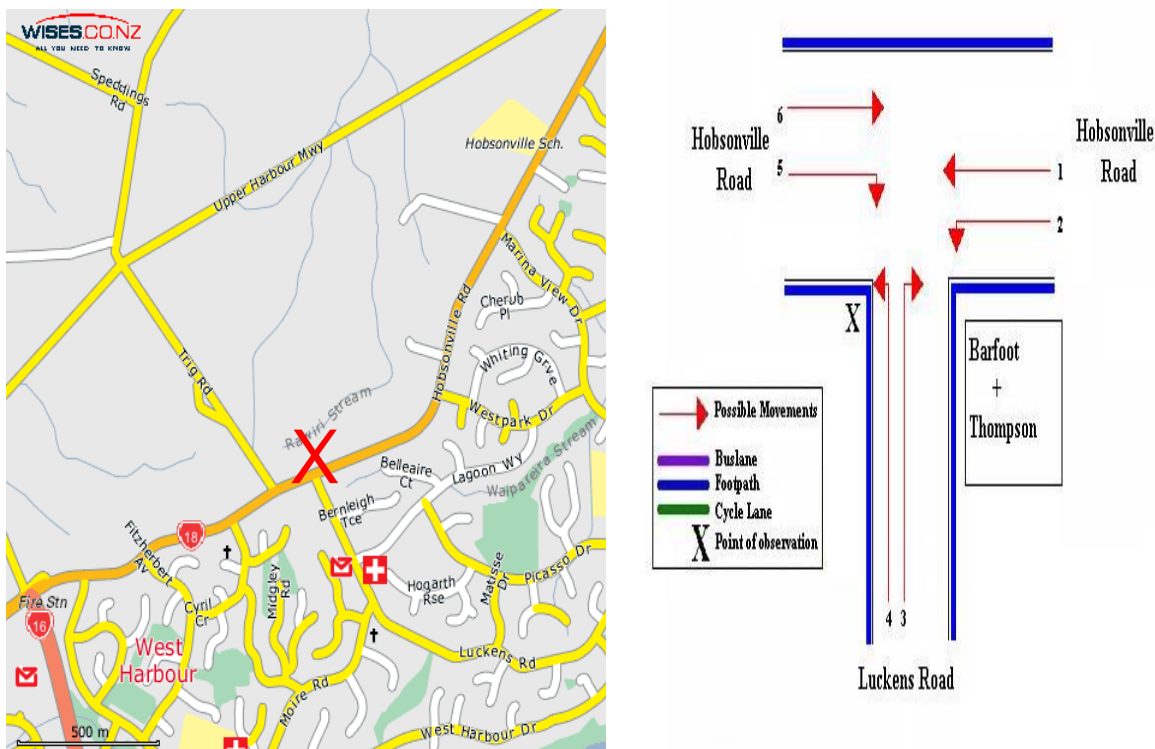 WISES.CO.NZ
ALL YOU NEED TO KNOW
Speddings
Rd
Upper Harbour Mwy
Hobsonville Sch.
Marina View Dr
Cherub
Pl
Hobsonville Rd
Whiting Grve
Trig Rd
Westpark Dr
Rawiri Stream
X
Belleaire
Ct
Lagoon Wy
Waipareira Stream
Bernleigh
Tce
18
Fitzherbert
Av
Fire Stn
16
Cyril
Cr
Midgley
Rd
Hogarth
Rse
Matisse
Dr
Picasso Dr
West
Harbour
Luckens Rd
Moire Rd
West Harbour Dr
500 m
6
Hobsonville
Road
5
1
Hobsonville
Road
2
X
Barfoot
+
Thompson
Possible Movements
Buslane
Footpath
Cycle Lane
X Point of observation
4 3
Luckens Road